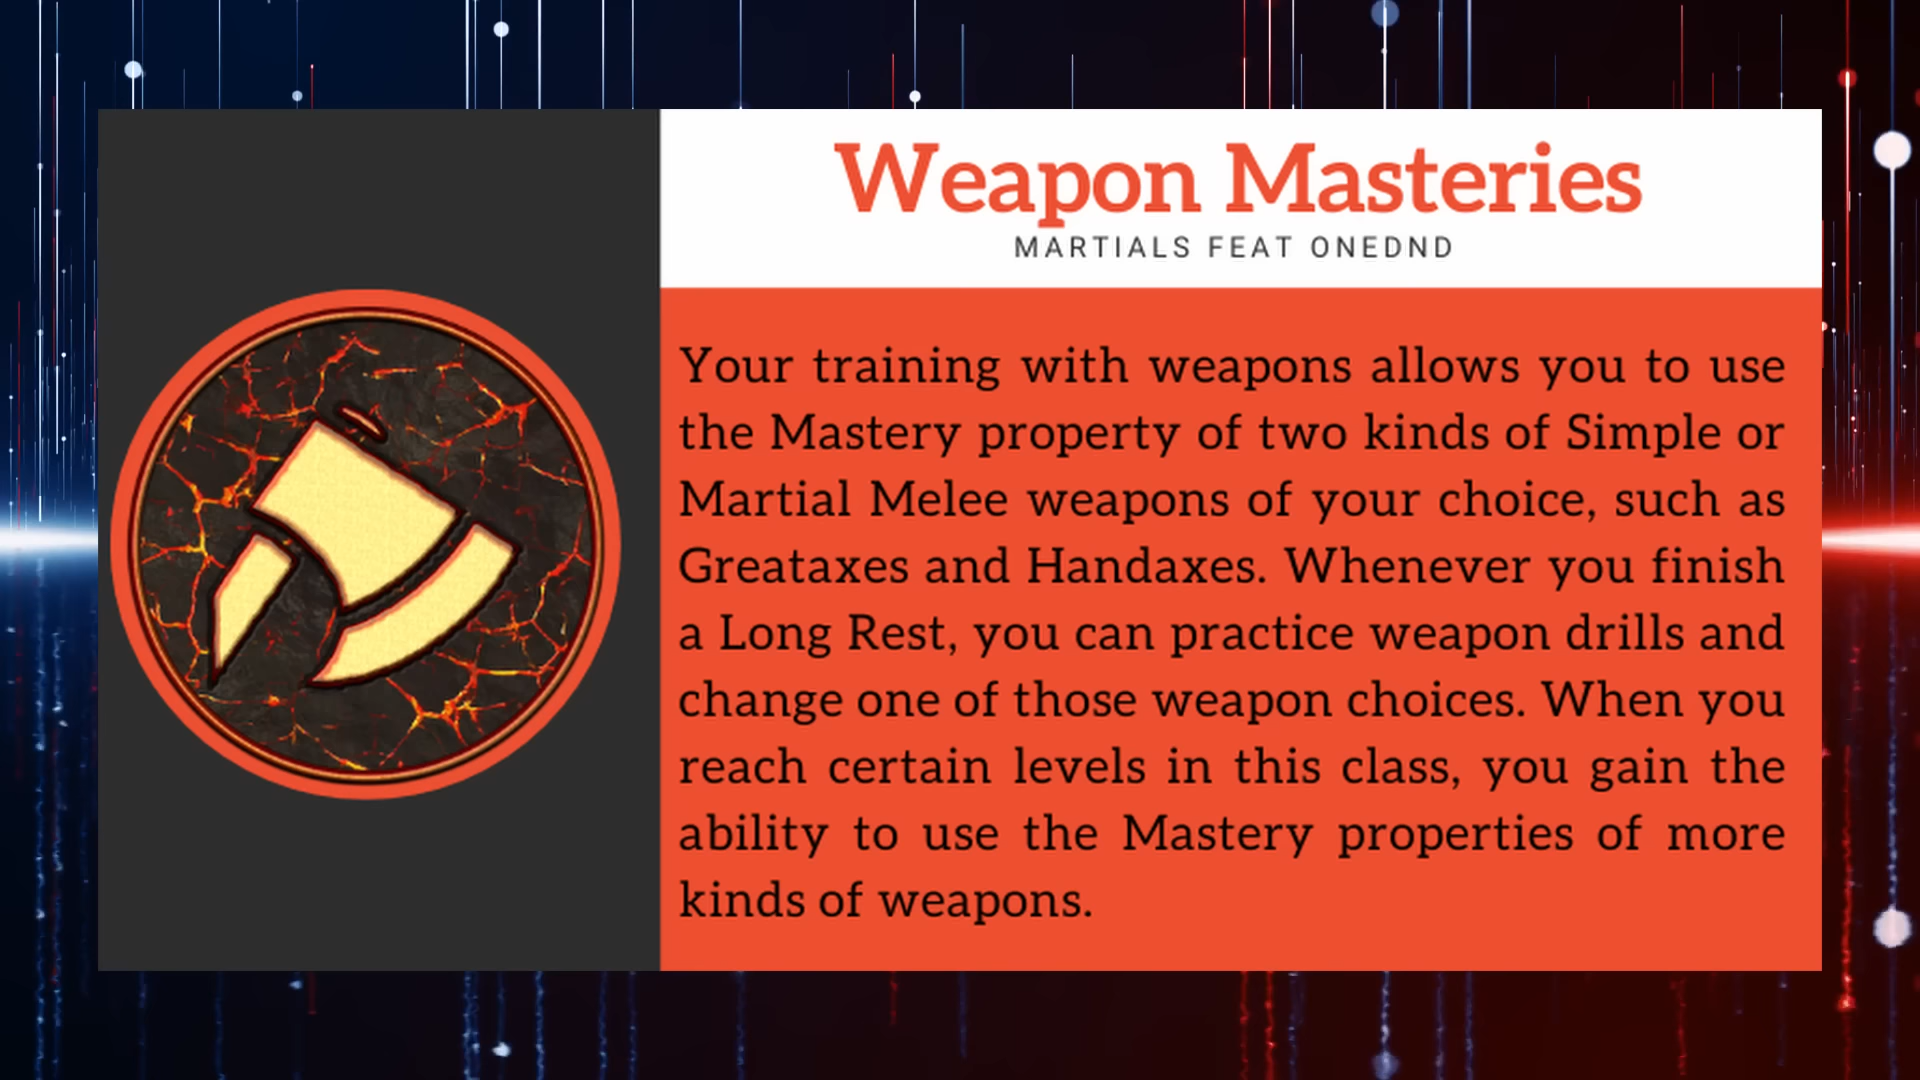 Weapon Masteries
MARTIALS FEAT ONEDND
Your training with weapons allows you to use
the Mastery property of two kinds of Simple or
Martial Melee weapons of your choice, such as
Greataxes and Handaxes. Whenever you finish
a Long Rest, you can practice weapon drills and
change one of those weapon choices. When you
reach certain levels in this class, you gain the
ability to use the Mastery properties of more
kinds of weapons.